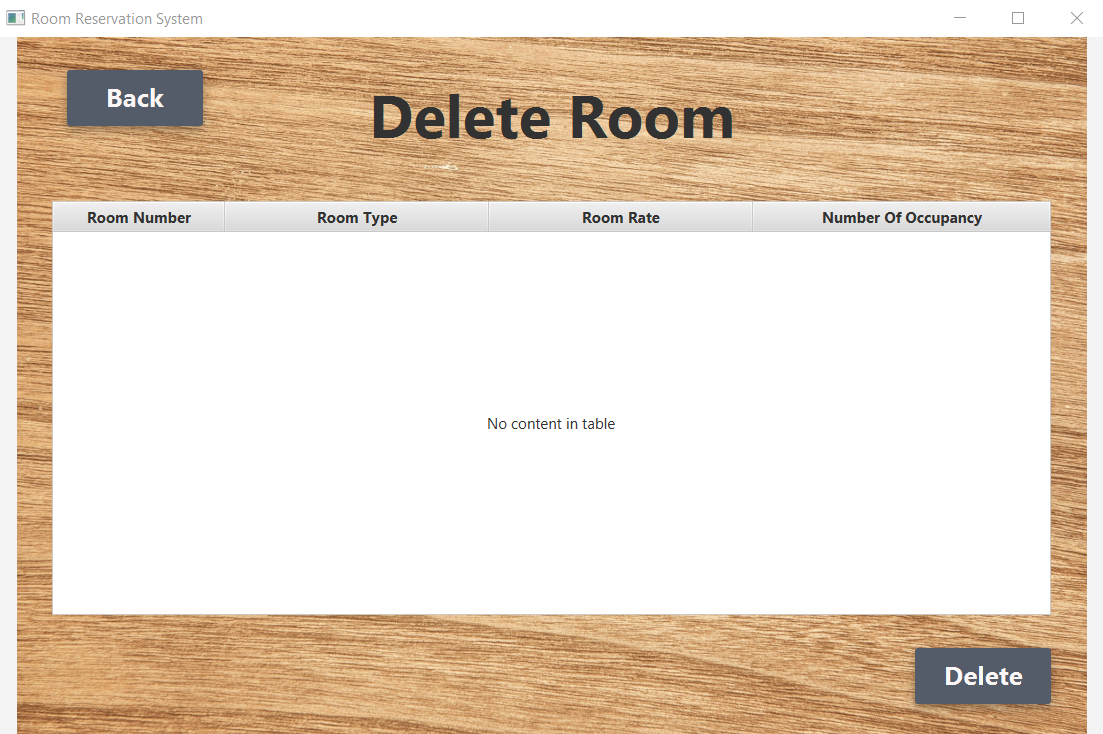 Room Reservation System
Back
Delete Room
Room Number Room Type Room Rate Number Of Occupancy
No content in table
Delete